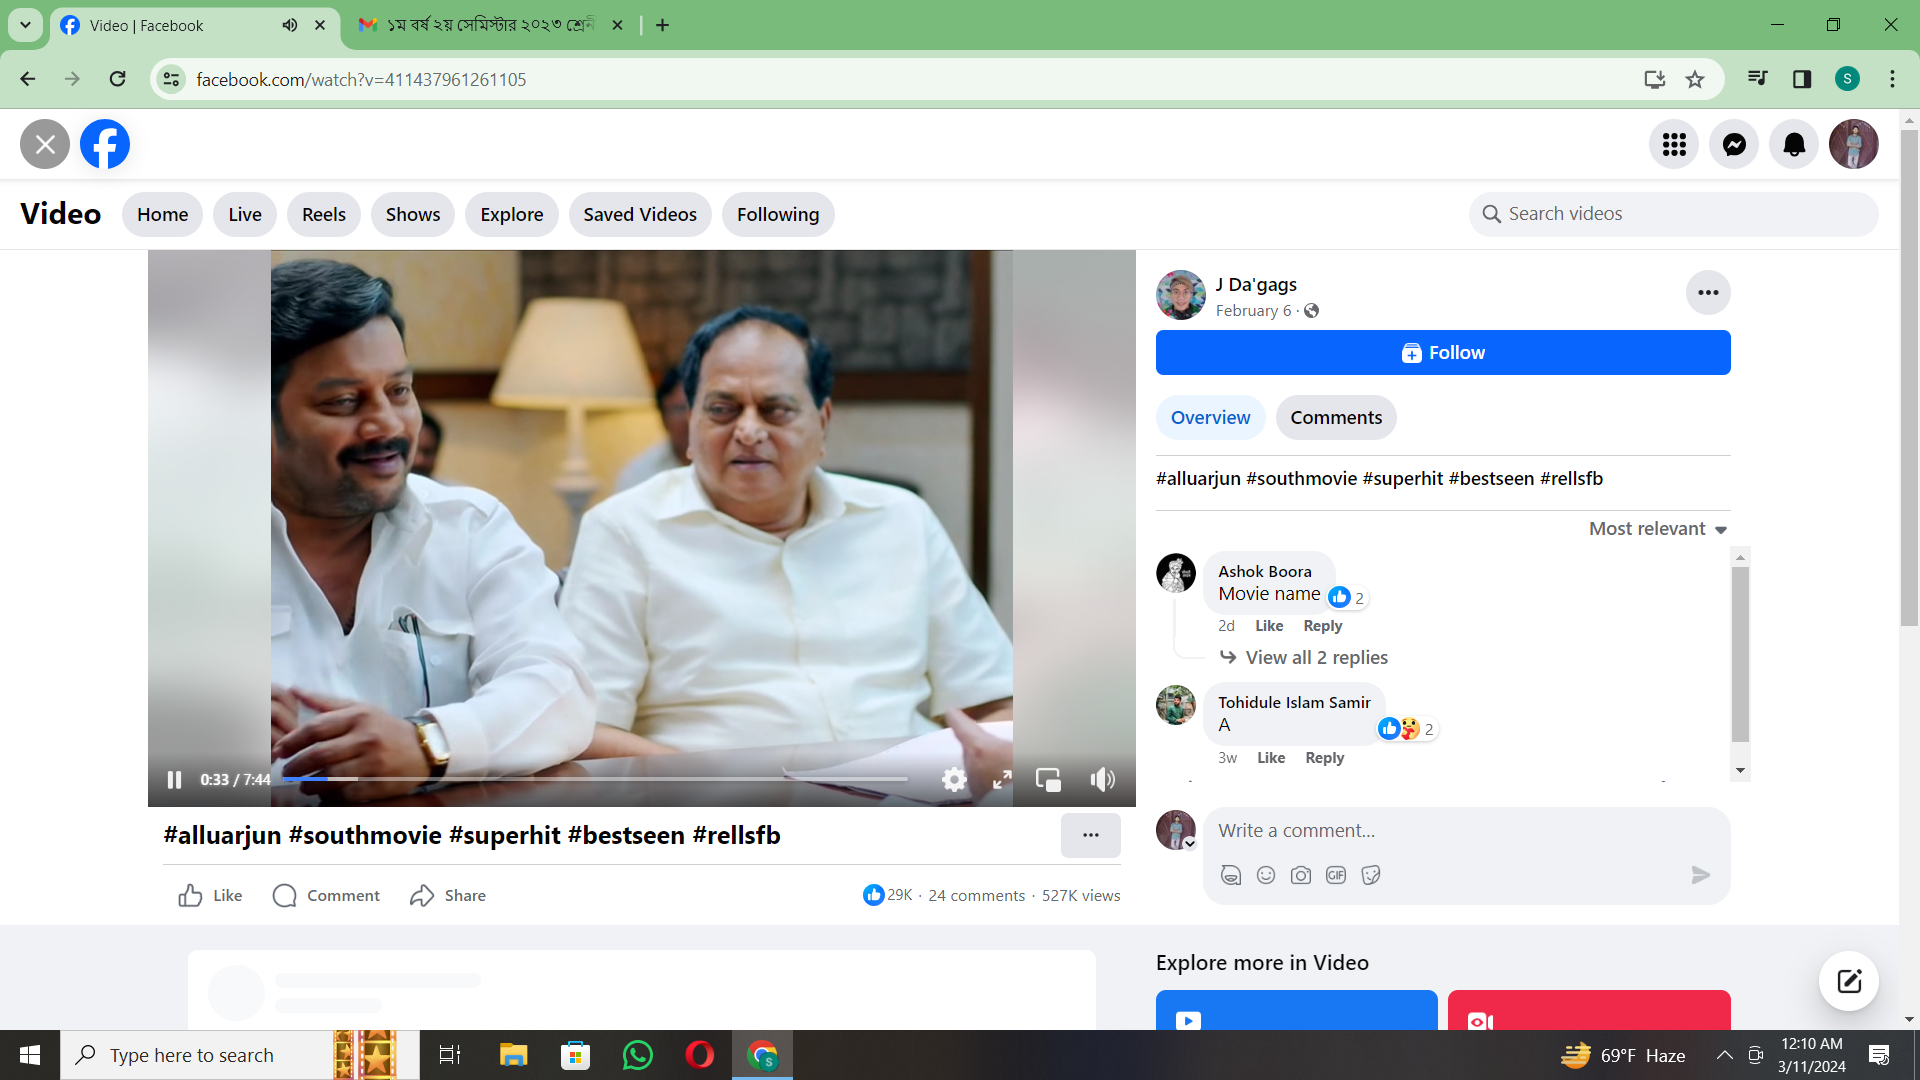 Video | Facebook
১ম বর্ষ ২য় সেমিস্টার ২০২৩ শ্রেণী
facebook.com/watch?v=411437961261105
S
Video
Home
Live
Reels
Shows
Explore
Saved Videos
Following
Search videos
J Da'gags
February 6 ·
Follow
Overview
Comments
#alluarjun #southmovie #superhit #bestseen #rellsfb
Most relevant
Ashok Boora
Movie name
2
2d Like Reply
View all 2 replies
Tohidule Islam Samir
A
2
3w Like Reply
0:33 / 7:44
#alluarjun #southmovie #superhit #bestseen #rellsfb
Write a comment...
GIF
Like
Comment
Share
29K · 24 comments · 527K views
Explore more in Video
Type here to search
S
69°F Haze
12:10 AM
3/11/2024